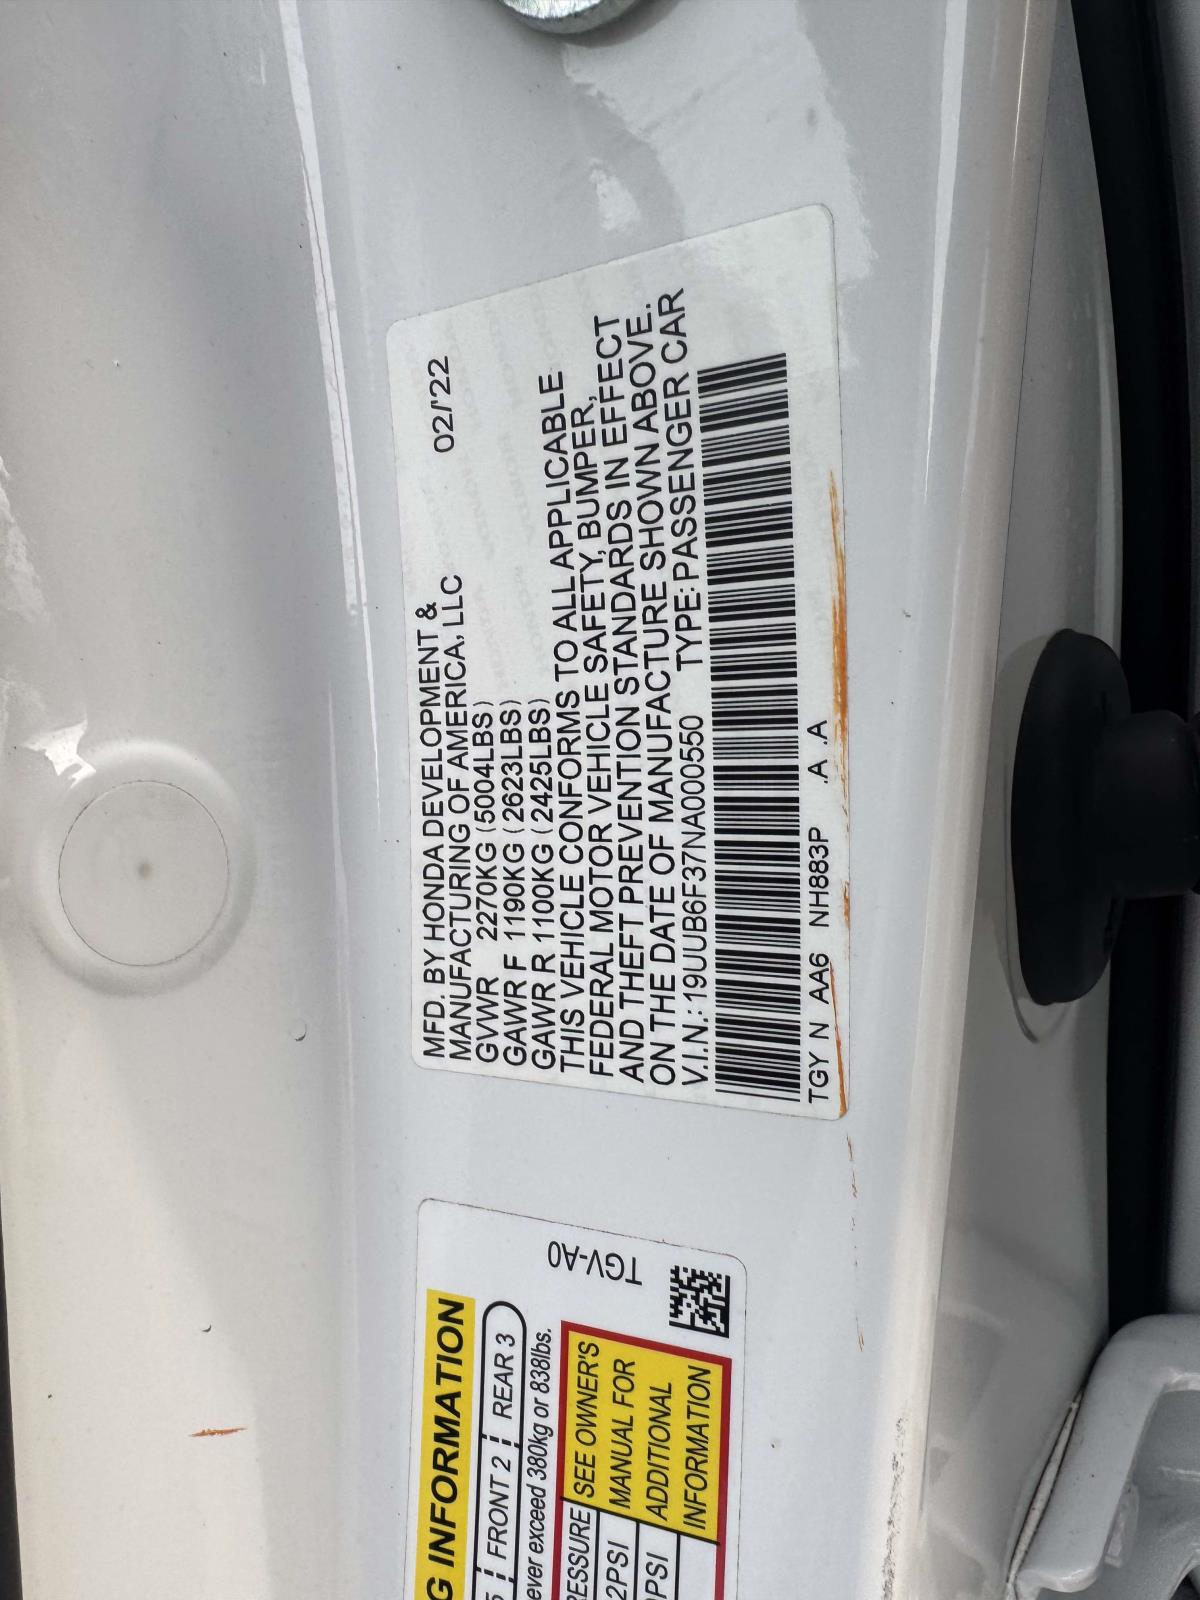 MFD. BY HONDA DEVELOPMENT &
MANUFACTURING OF AMERICA, LLC 02/'22
GVWR 2270KG (5004LBS)
GAWR F 1190KG (2623LBS)
GAWR R 1100KG (2425LBS)
THIS VEHICLE CONFORMS TO ALL APPLICABLE
FEDERAL MOTOR VEHICLE SAFETY, BUMPER,
AND THEFT PREVENTION STANDARDS IN EFFECT
ON THE DATE OF MANUFACTURE SHOWN ABOVE.
V.I.N.: 19UUB6F37NA000550 TYPE: PASSENGER CAR
TGY N AA6 NH883P .A .A
TGV-A0
G INFORMATION
5 FRONT 2 REAR 3
ever exceed 380kg or 838lbs.
RESSURE SEE OWNER'S
2PSI MANUAL FOR
PSI ADDITIONAL
INFORMATION